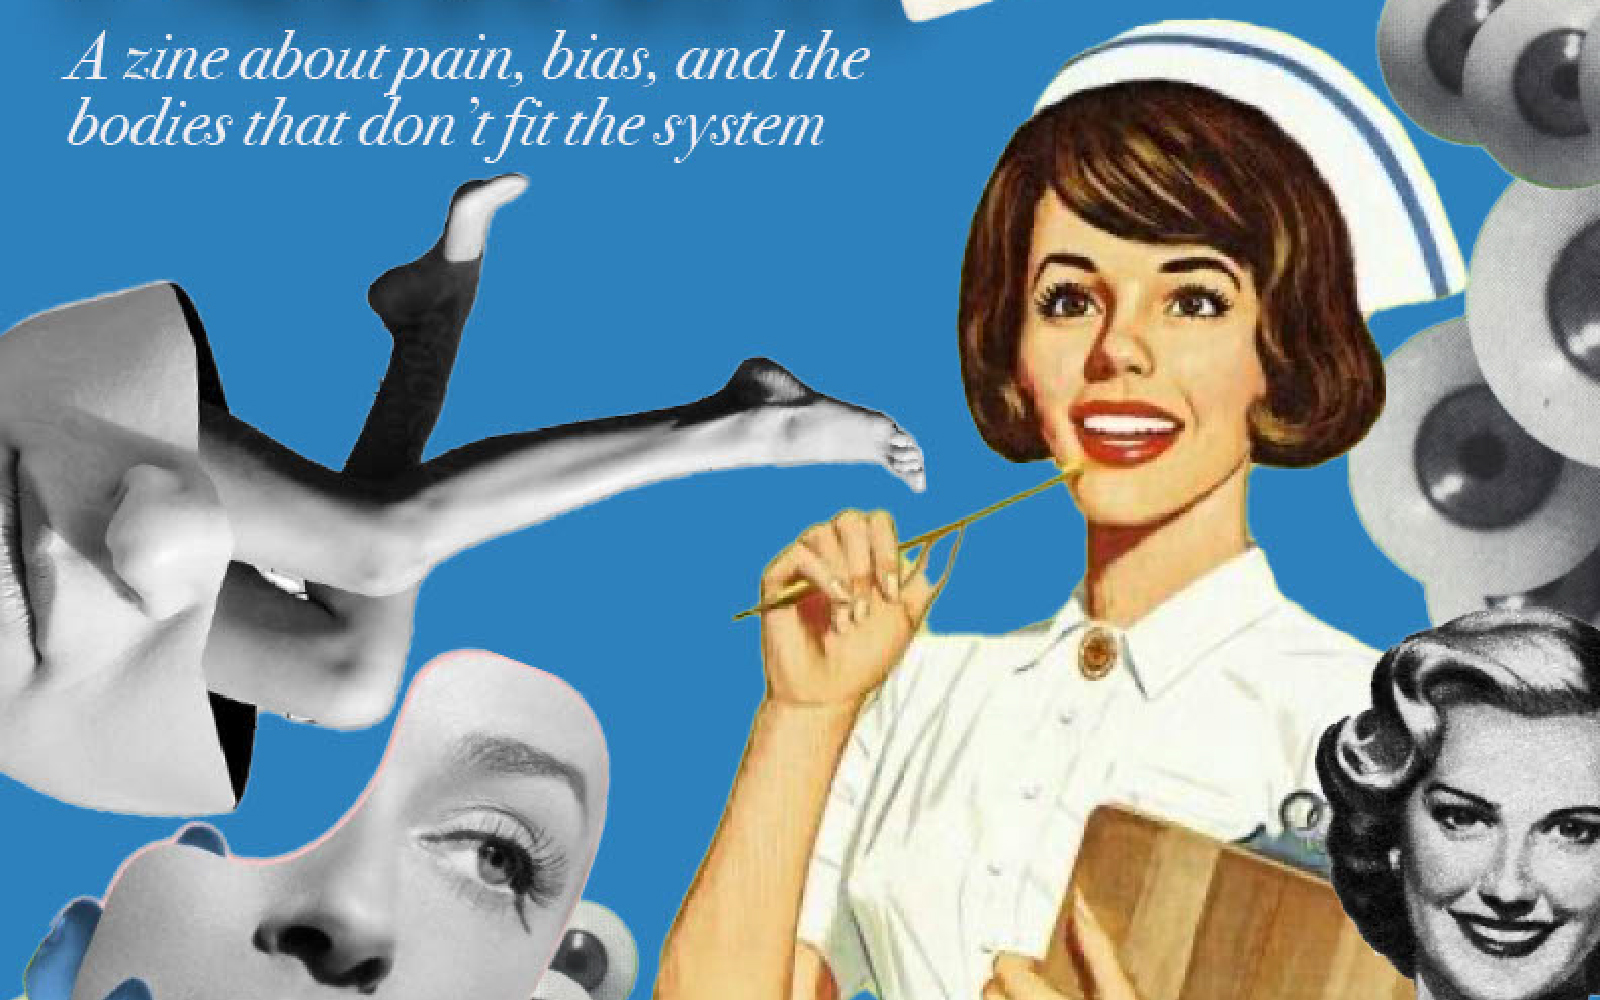 A zine about pain, bias, and the
bodies that don't fit the system